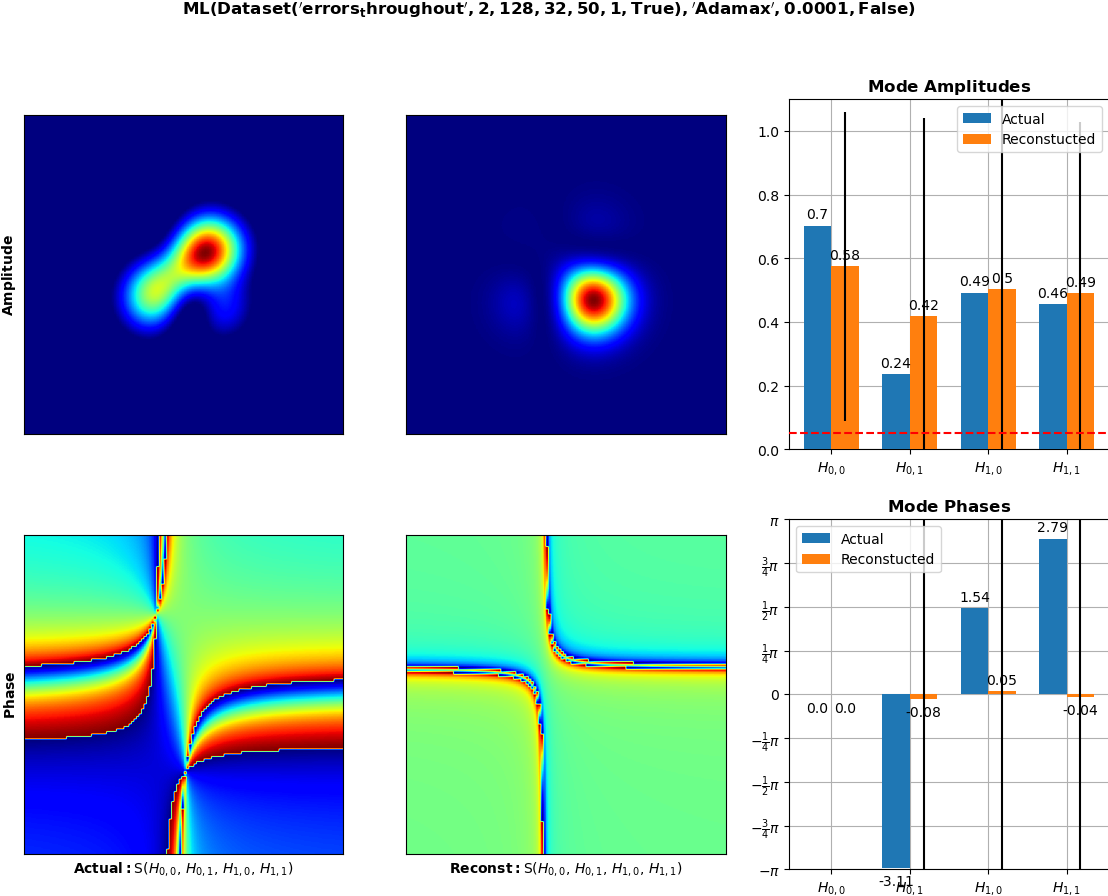 ML(Dataset('errors_throughout', 2, 128, 32, 50, 1, True), 'Adamax', 0.0001, False)
Amplitude
Mode Amplitudes
Actual
Reconstucted
1.0
0.8
0.6
0.4
0.2
0.0
0.7
0.58
0.24
0.42
0.49
0.5
0.46
0.49
H0,0
H0,1
H1,0
H1,1
Phase
Actual: S(H0,0, H0,1, H1,0, H1,1)
Reconst: S(H0,0, H0,1, H1,0, H1,1)
Mode Phases
Actual
Reconstucted
π
3/4π
1/2π
1/4π
0
−1/4π
−1/2π
−3/4π
−π
0.0
0.0
-3.11
-0.08
1.54
0.05
2.79
-0.04
H0,0
H0,1
H1,0
H1,1